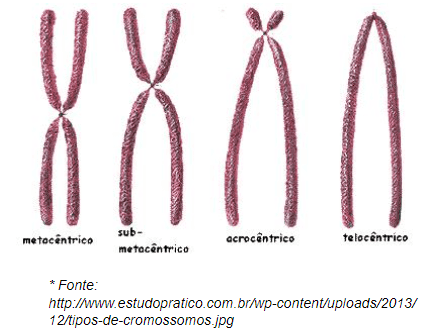 metacêntrico
sub-
metacêntrico
acrocêntrico
telocêntrico
* Fonte:
http://www.estudopratico.com.br/wp-content/uploads/2013/
12/tipos-de-cromossomos.jpg